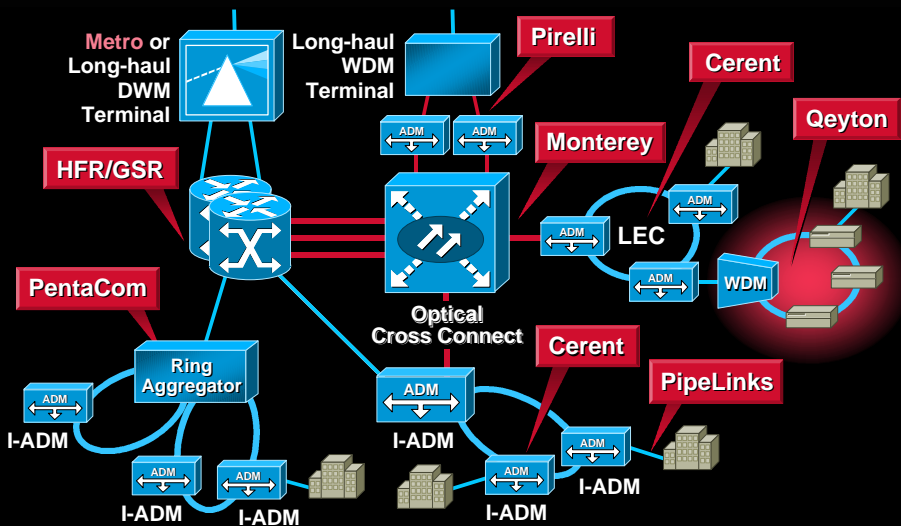 Metro or
Long-haul
DWM
Terminal
Long-haul
WDM
Terminal
Pirelli
Cerent
Qeyton
ADM
ADM
Monterey
HFR/GSR
ADM
ADM
LEC
ADM
WDM
PentaCom
Optical
Cross Connect
Ring
Aggregator
Cerent
PipeLinks
ADM
I-ADM
ADM
I-ADM
ADM
I-ADM
ADM
I-ADM
ADM
I-ADM
ADM
I-ADM